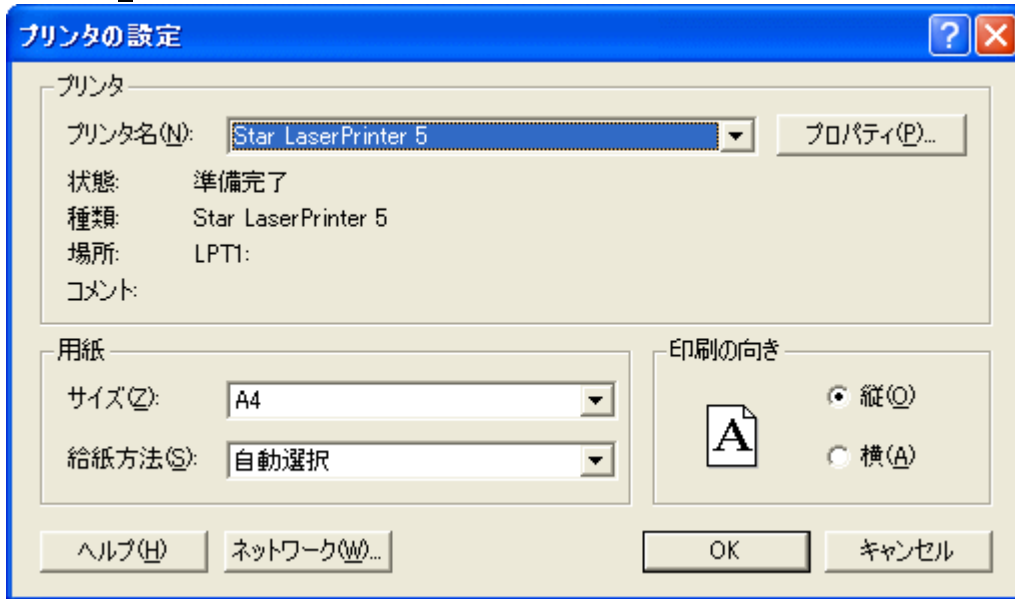 プリンタの設定
プリンタ
プリンタ名(N): Star LaserPrinter 5 プロパティ(P)...
状態: 準備完了
種類: Star LaserPrinter 5
場所: LPT1:
コメント:
用紙
サイズ(Z): A4
給紙方法(S): 自動選択
印刷の向き
A
縦(O)
横(A)
ヘルプ(H) ネットワーク(W)... OK キャンセル